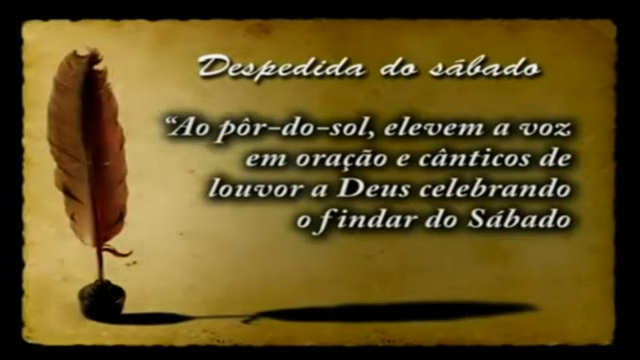 Despedida do sábado
“Ao pôr-do-sol, elevem a voz
em oração e cânticos de
louvor a Deus celebrando
o findar do Sábado